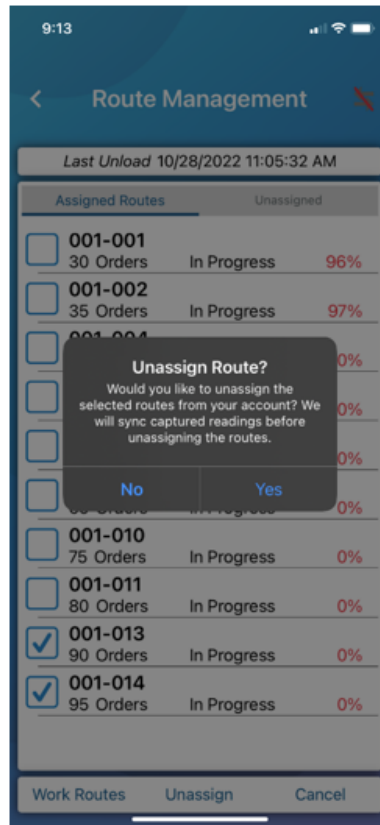 9:13
Route Management
Last Unload 10/28/2022 11:05:32 AM
Assigned Routes Unassigned
001-001
30 Orders In Progress 96%
001-002
35 Orders In Progress 97%
0%
Unassign Route?
Would you like to unassign the
selected routes from your account? We
will sync captured readings before
unassigning the routes.
0%
0%
No Yes
0%
001-010
75 Orders In Progress 0%
001-011
80 Orders In Progress 0%
001-013
90 Orders In Progress 0%
001-014
95 Orders In Progress 0%
Work Routes Unassign Cancel